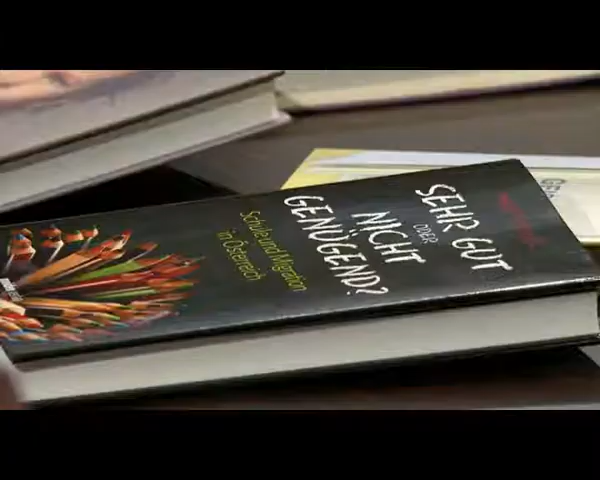 SEHR GUT
ODER
NICHT
GENÜGEND?
Schule und Migration
in Österreich